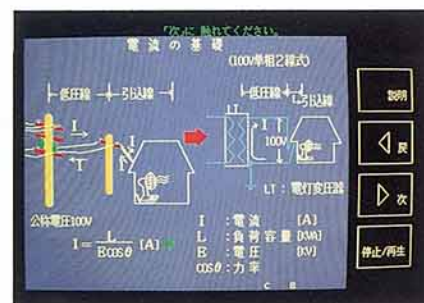 「次」に触れてください。
電流の基礎
(100V単相2線式)
低圧線 引込線
低圧線 引込線
LT
I
I
I
I
100V
LT：電灯変圧器
公称電圧100V
I = L / E cosθ [A]
I ：電流 [A]
L ：負荷容量 [KVA]
E ：電圧 [KV]
cosθ：力率
C B
説明
戻
次
停止/再生